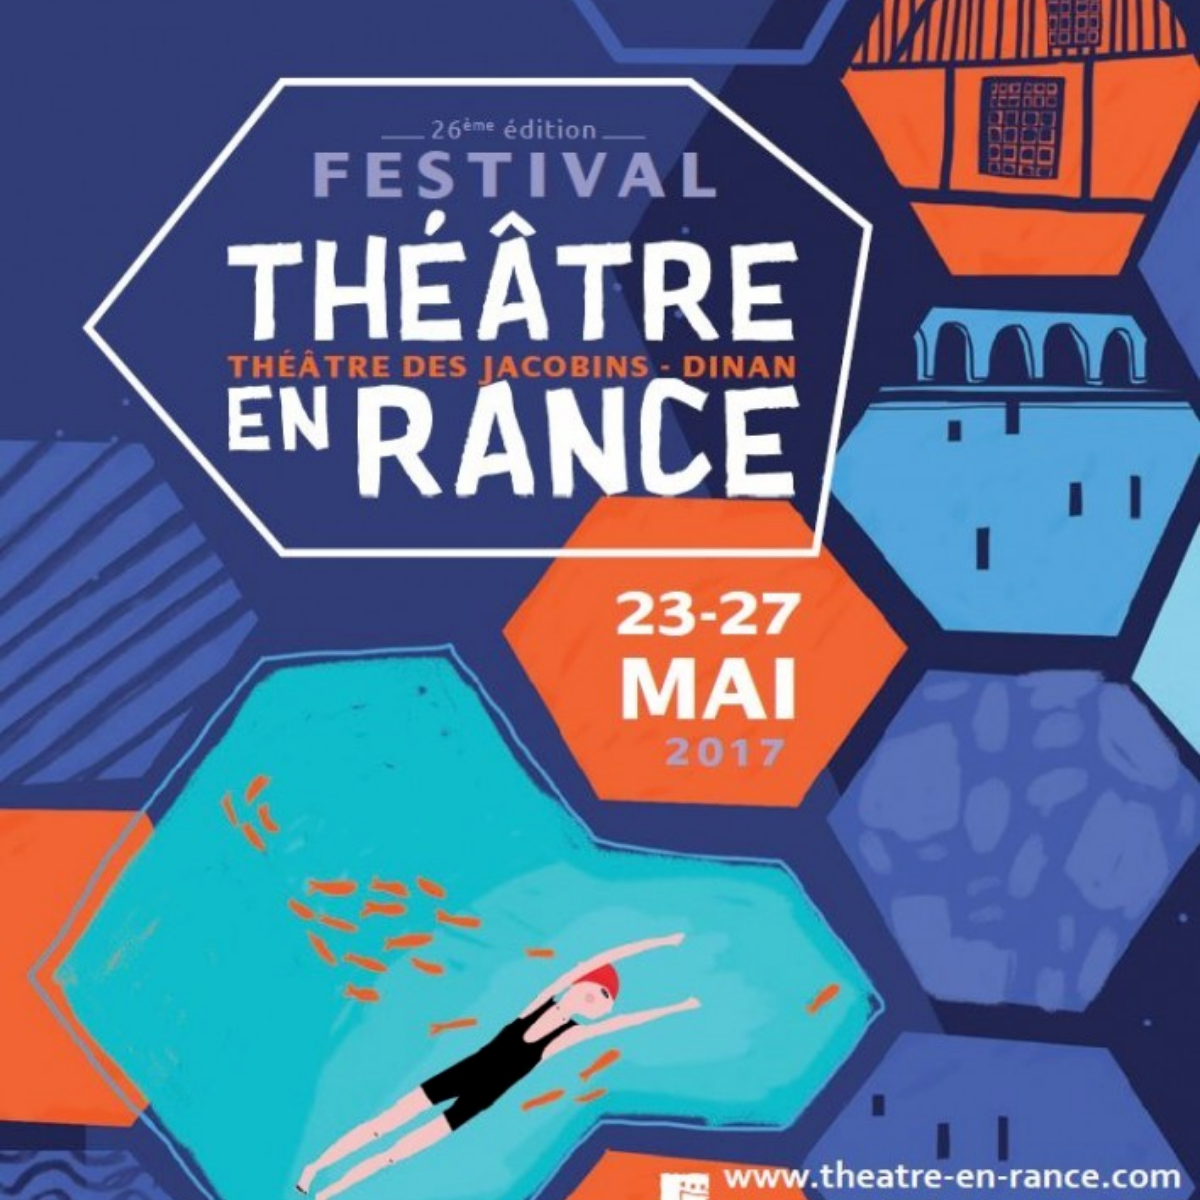 26ème édition
FESTIVAL
THÉÂTRE
THÉÂTRE DES JACOBINS - DINAN
EN RANCE
23-27
MAI
2017
www.theatre-en-rance.com